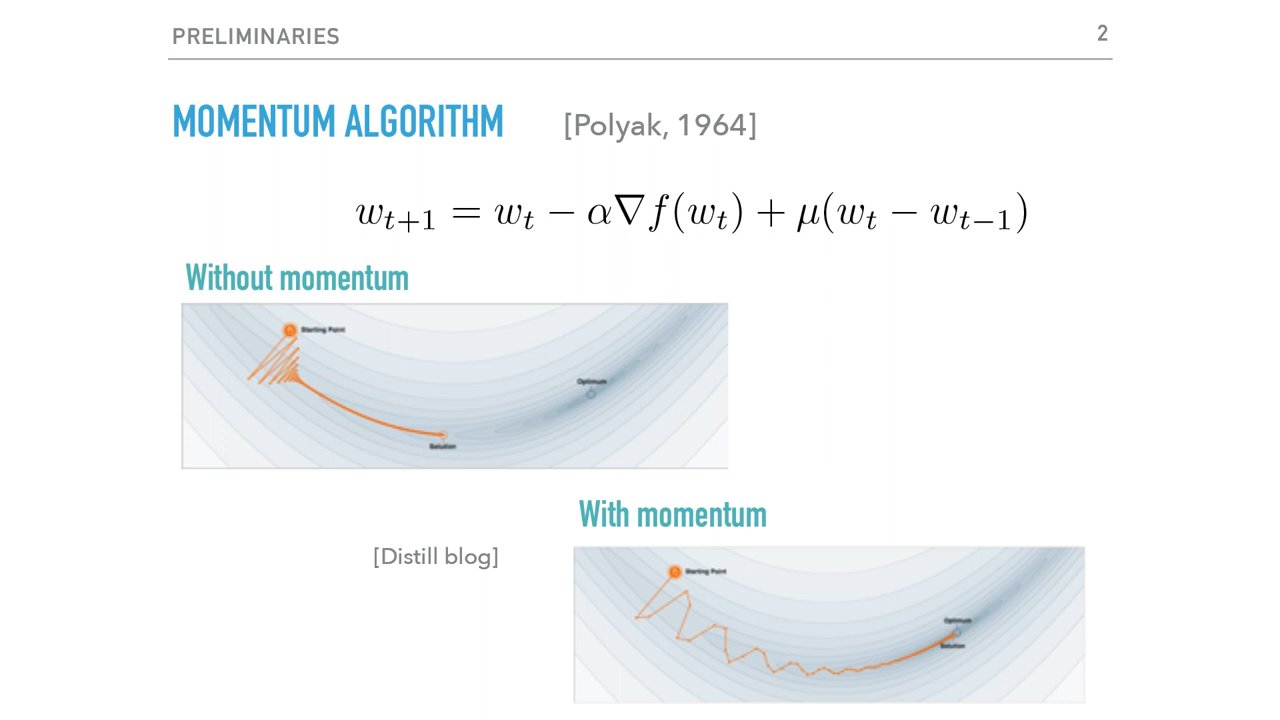 PRELIMINARIES 2
MOMENTUM ALGORITHM [Polyak, 1964]
w_{t+1} = w_t − α∇f(w_t) + μ(w_t − w_{t−1})
Without momentum
Starting Point
Optimum
Solution
With momentum
[Distill blog]
Starting Point
Optimum
Solution